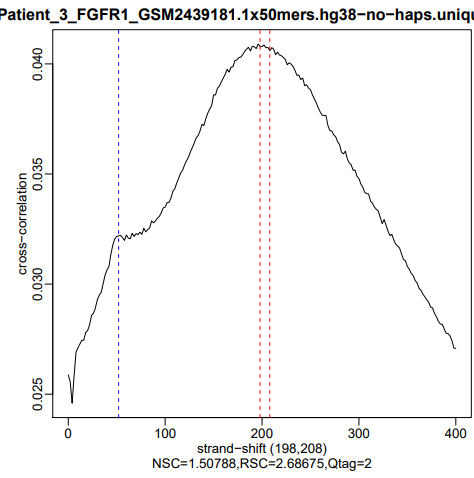 Patient_3_FGFR1_GSM2439181.1x50mers.hg38−no−haps.uniqu
cross−correlation
0.040
0.035
0.030
0.025
0 100 200 300 400
strand−shift (198,208)
NSC=1.50788,RSC=2.68675,Qtag=2